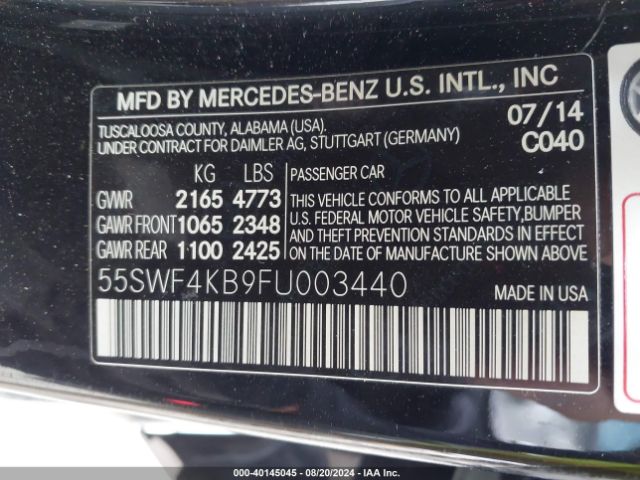 MFD BY MERCEDES-BENZ U.S. INTL., INC
TUSCALOOSA COUNTY, ALABAMA (USA). 07/14
UNDER CONTRACT FOR DAIMLER AG, STUTTGART (GERMANY) C040
KG LBS PASSENGER CAR
GVWR 2165 4773 THIS VEHICLE CONFORMS TO ALL APPLICABLE
GAWR FRONT 1065 2348 U.S. FEDERAL MOTOR VEHICLE SAFETY,BUMPER
AND THEFT PREVENTION STANDARDS IN EFFECT
GAWR REAR 1100 2425 ON THE DATE OF MANUFACTURE SHOWN ABOVE.
55SWF4KB9FU003440 MADE IN USA
000-40145045 - 08/20/2024 - IAA Inc.